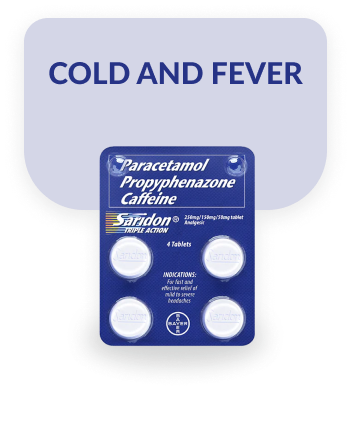 COLD AND FEVER
Paracetamol
Propyphenazone
Caffeine
Saridon®
250mg/150mg/50mg tablet
Analgesic
TRIPLE ACTION
4 Tablets
INDICATIONS:
For fast and
effective relief of
mild to severe
headaches
BAYER